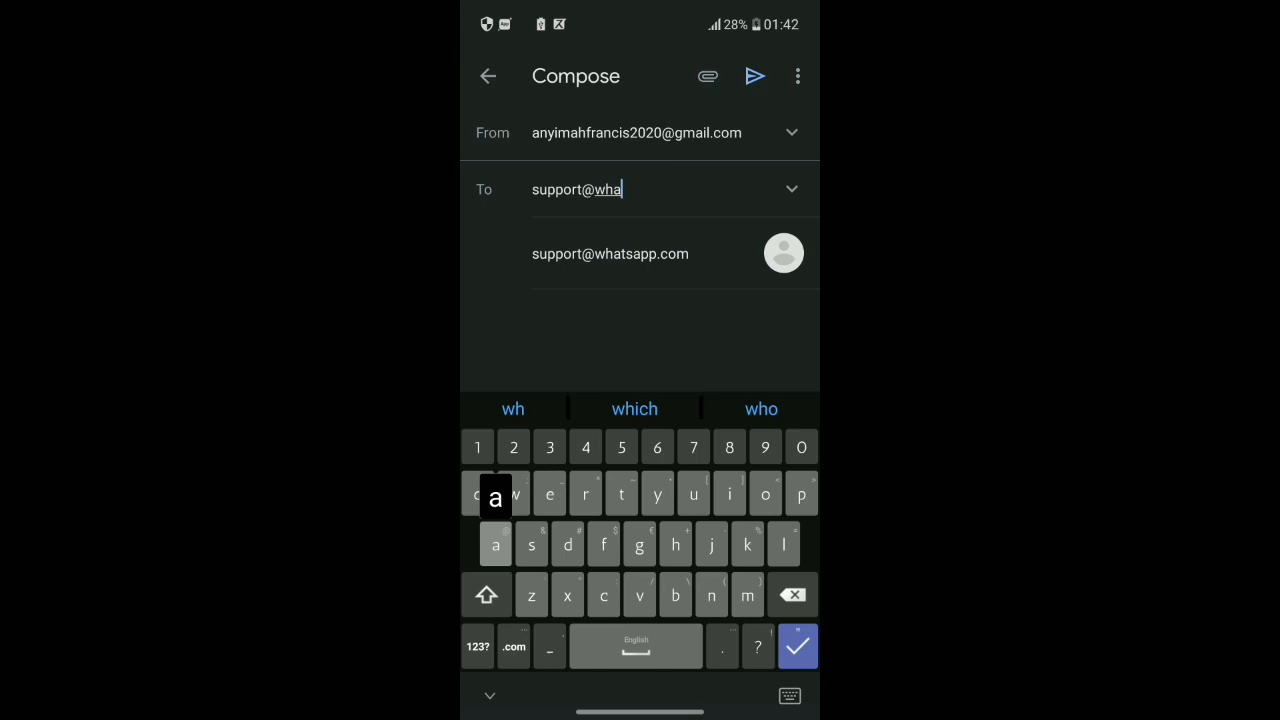 28% 01:42
Compose
From anyimahfrancis2020@gmail.com
To support@wha
support@whatsapp.com
wh which who
1 2 3 4 5 6 7 8 9 0
a w e r t y u i o p
a s d f g h j k l
z x c v b n m
123? .com _ English . ?